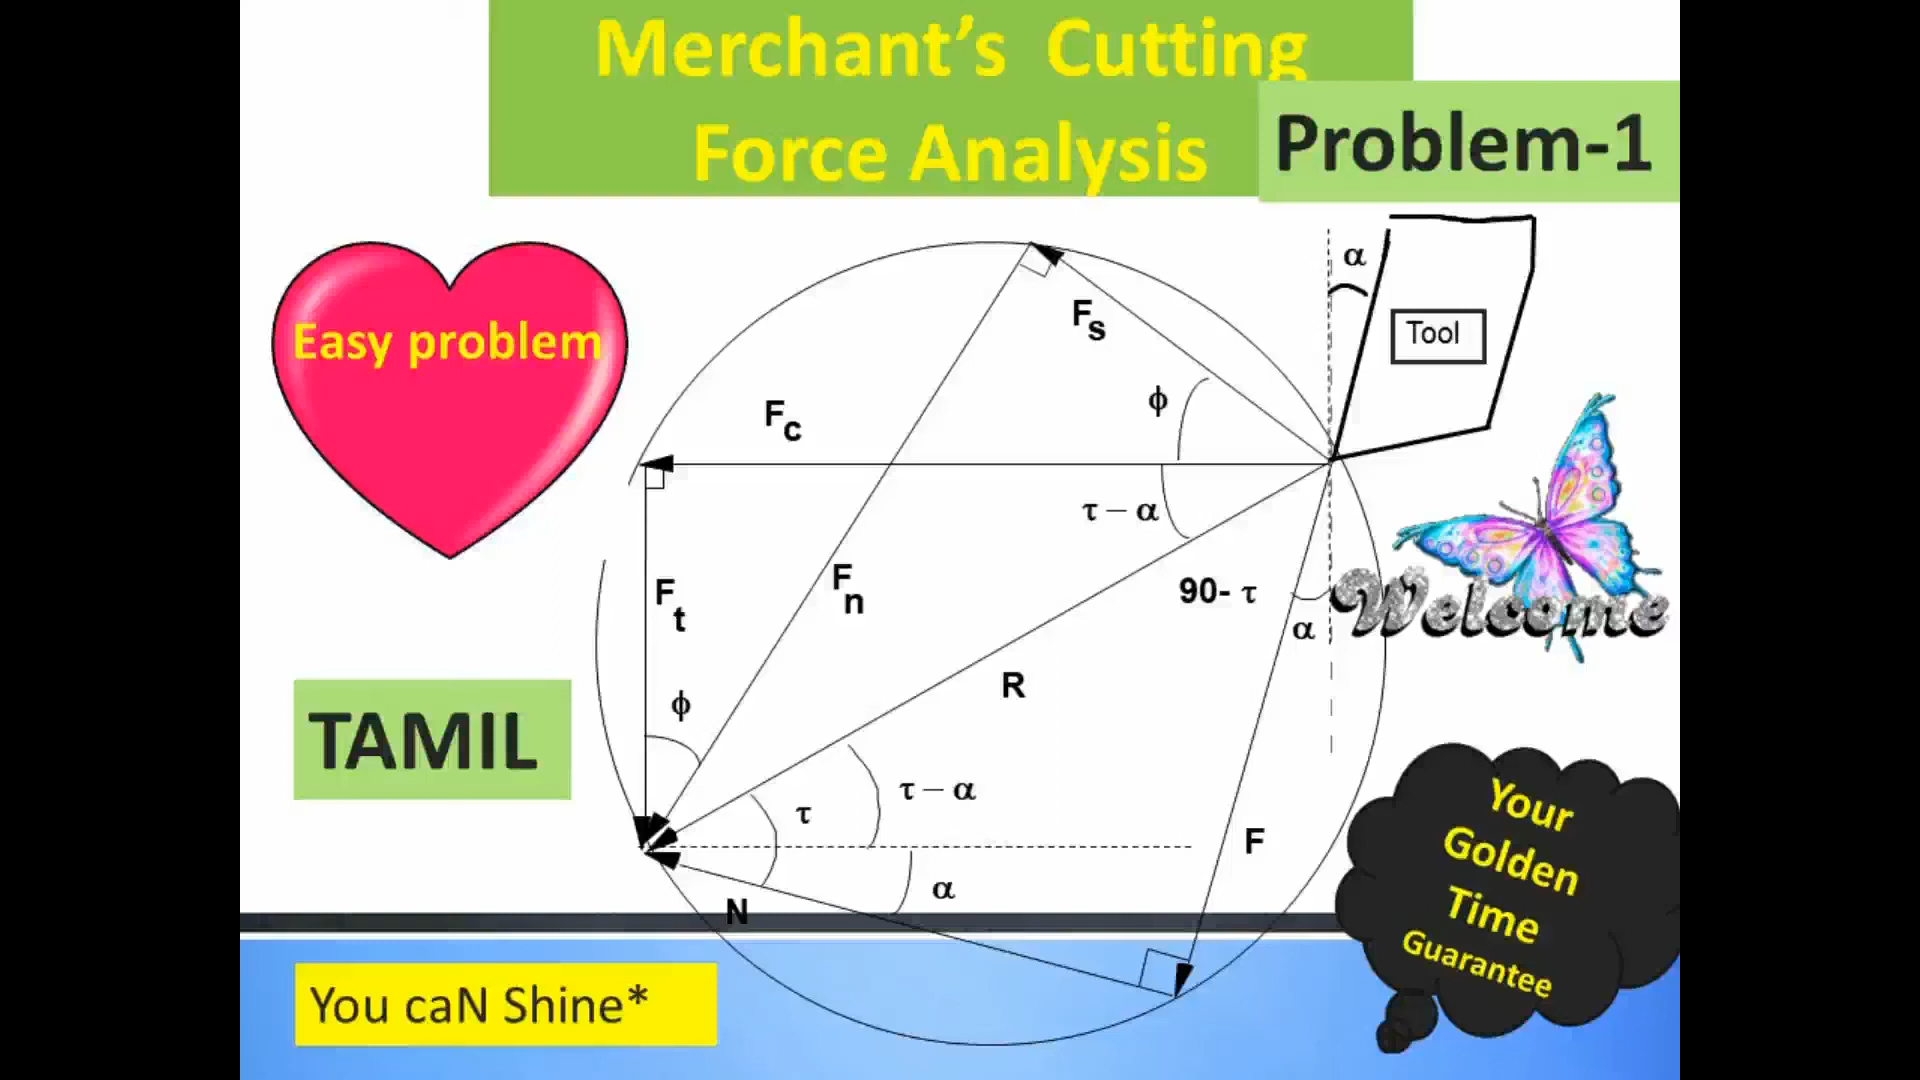 Merchant's Cutting
Force Analysis
Problem-1
α
Tool
Easy problem
Fs
ϕ
Fc
τ – α
Fn
Ft
90- τ
α
Welcome
R
ϕ
TAMIL
τ
τ – α
F
α
N
Your
Golden
Time
Guarantee
You caN Shine*